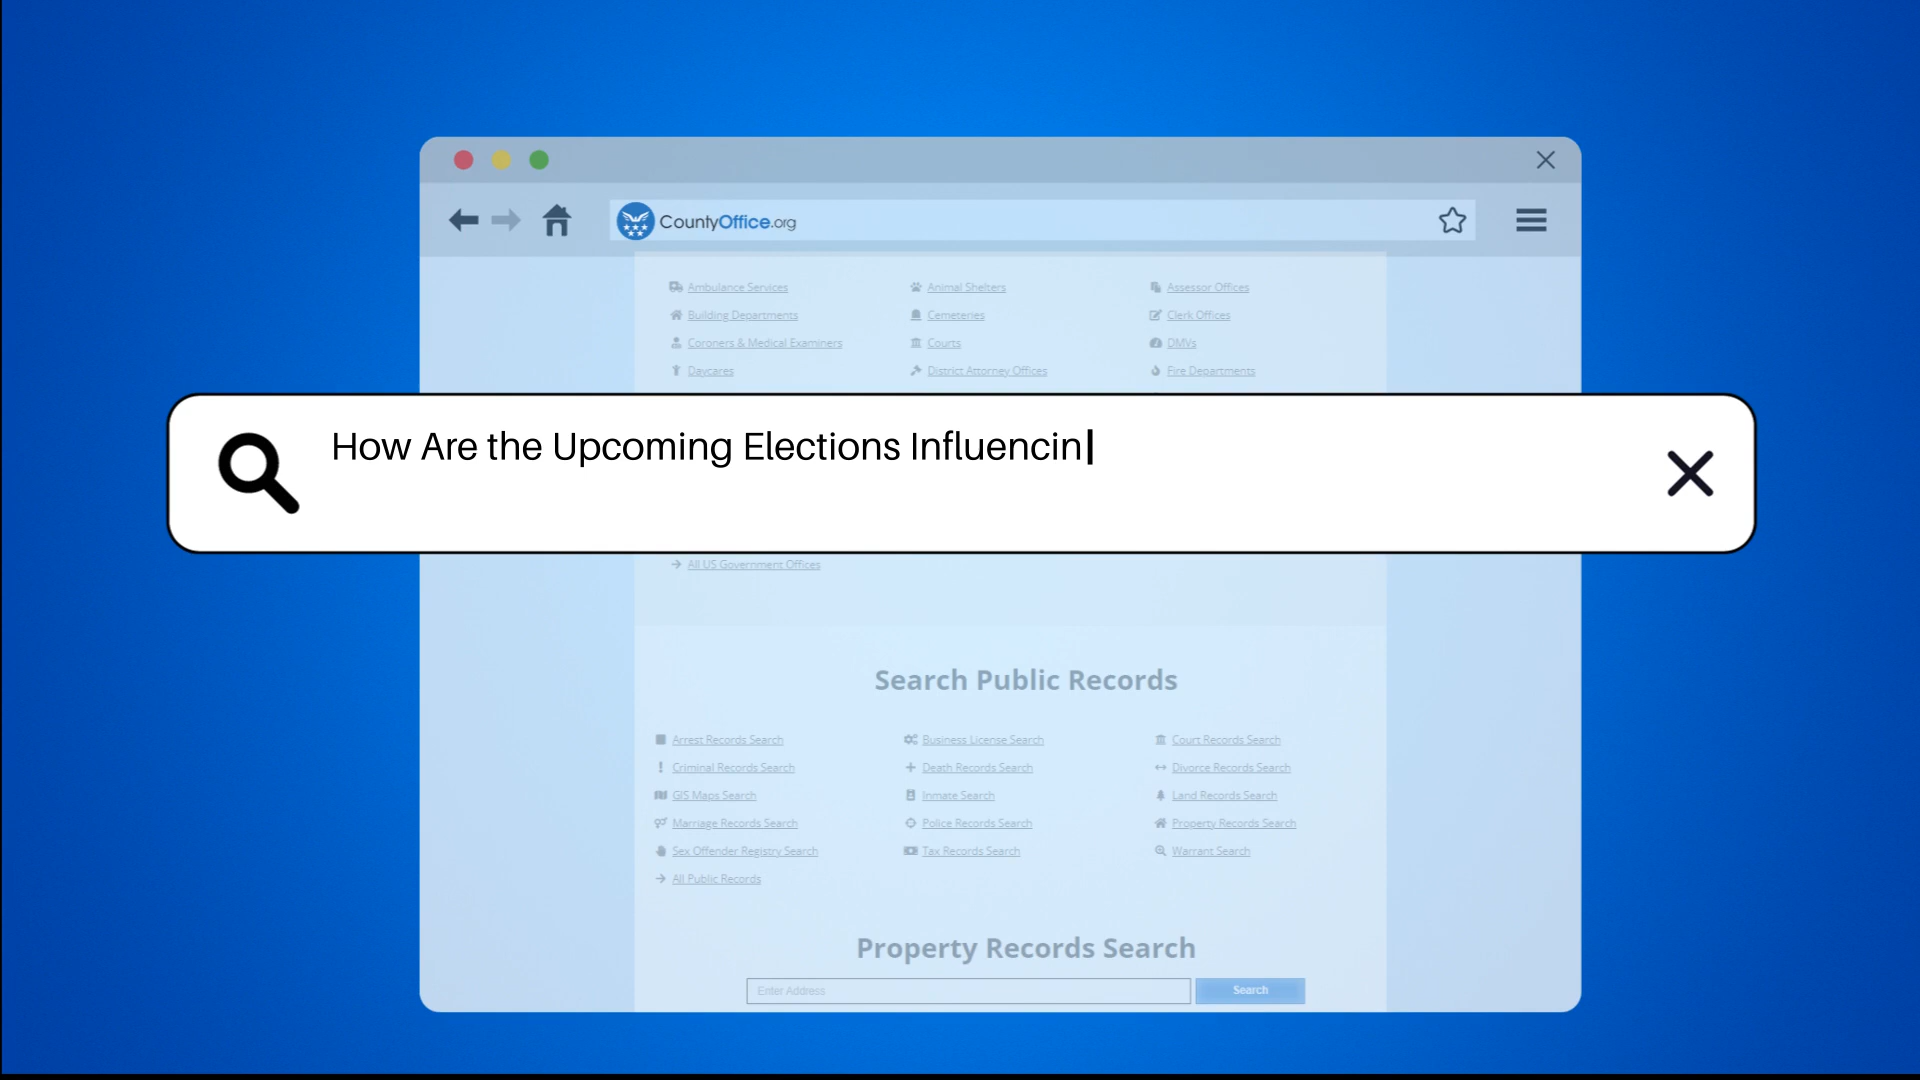 CountyOffice.org
Ambulance Services Animal Shelters Assessor Offices
Building Departments Cemeteries Clerk Offices
Coroners & Medical Examiners Courts DMVs
Daycares District Attorney Offices Fire Departments
How Are the Upcoming Elections Influencin
All US Government Offices
Search Public Records
Arrest Records Search Business License Search Court Records Search
Criminal Records Search Death Records Search Divorce Records Search
GIS Maps Search Inmate Search Land Records Search
Marriage Records Search Police Records Search Property Records Search
Sex Offender Registry Search Tax Records Search Warrant Search
All Public Records
Property Records Search
Enter Address Search